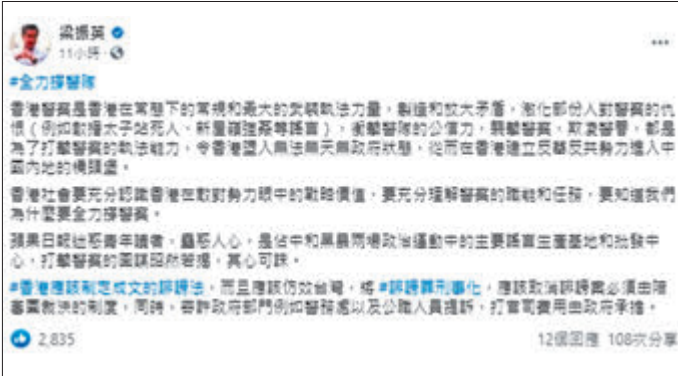 梁振英
11小時
#全力撐警隊
香港警察是香港在常態下的常規和最大的武裝執法力量，製造和放大矛盾，激化部份人對警察的仇
恨（例如散播太子站死人、新屋嶺強姦等謠言），衝擊警隊的公信力，襲擊警察、欺凌警眷，都是
為了打擊警察的執法能力，令香港墮入無法無天無政府狀態，從而在香港建立反華反共勢力進入中
國內地的橋頭堡。
香港社會要充分認識香港在敵對勢力眼中的戰略價值，要充分理解警察的職能和任務，要知道我們
為什麼要全力撐警察。
蘋果日報迷惑青年讀者，蠱惑人心，是佔中和黑暴兩場政治運動中的主要謠言生產基地和批發中
心，打擊警察的圖謀昭然若揭，其心可誅。
#香港應該制定成文的誹謗法，而且應該仿效台灣，將 #誹謗罪刑事化，應該取消誹謗案必須由陪
審團裁決的制度，同時，容許政府部門例如警務處以及公職人員提訴，打官司費用由政府承擔。
2,835
12個回應 108次分享